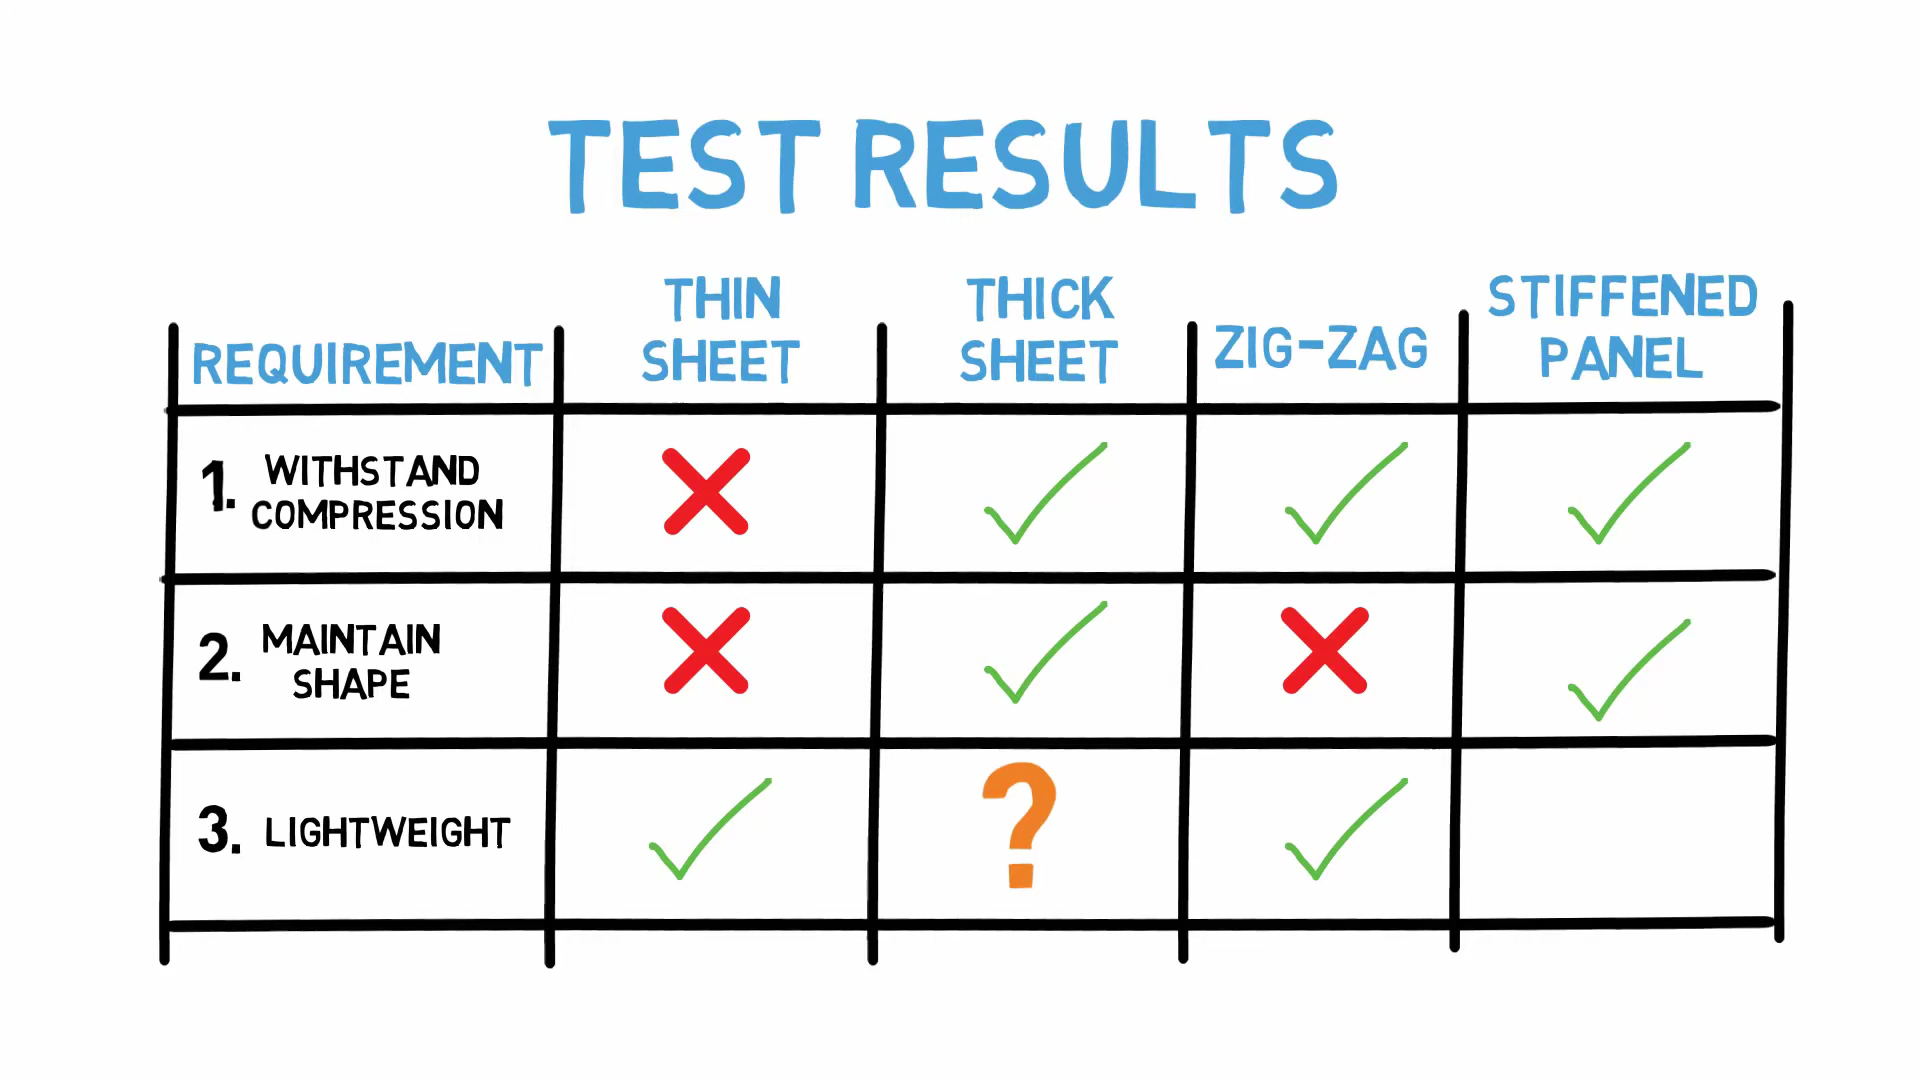 TEST RESULTS
REQUIREMENT
THIN
SHEET
THICK
SHEET
ZIG-ZAG
STIFFENED
PANEL
1. WITHSTAND
COMPRESSION
2. MAINTAIN
SHAPE
3. LIGHTWEIGHT
?